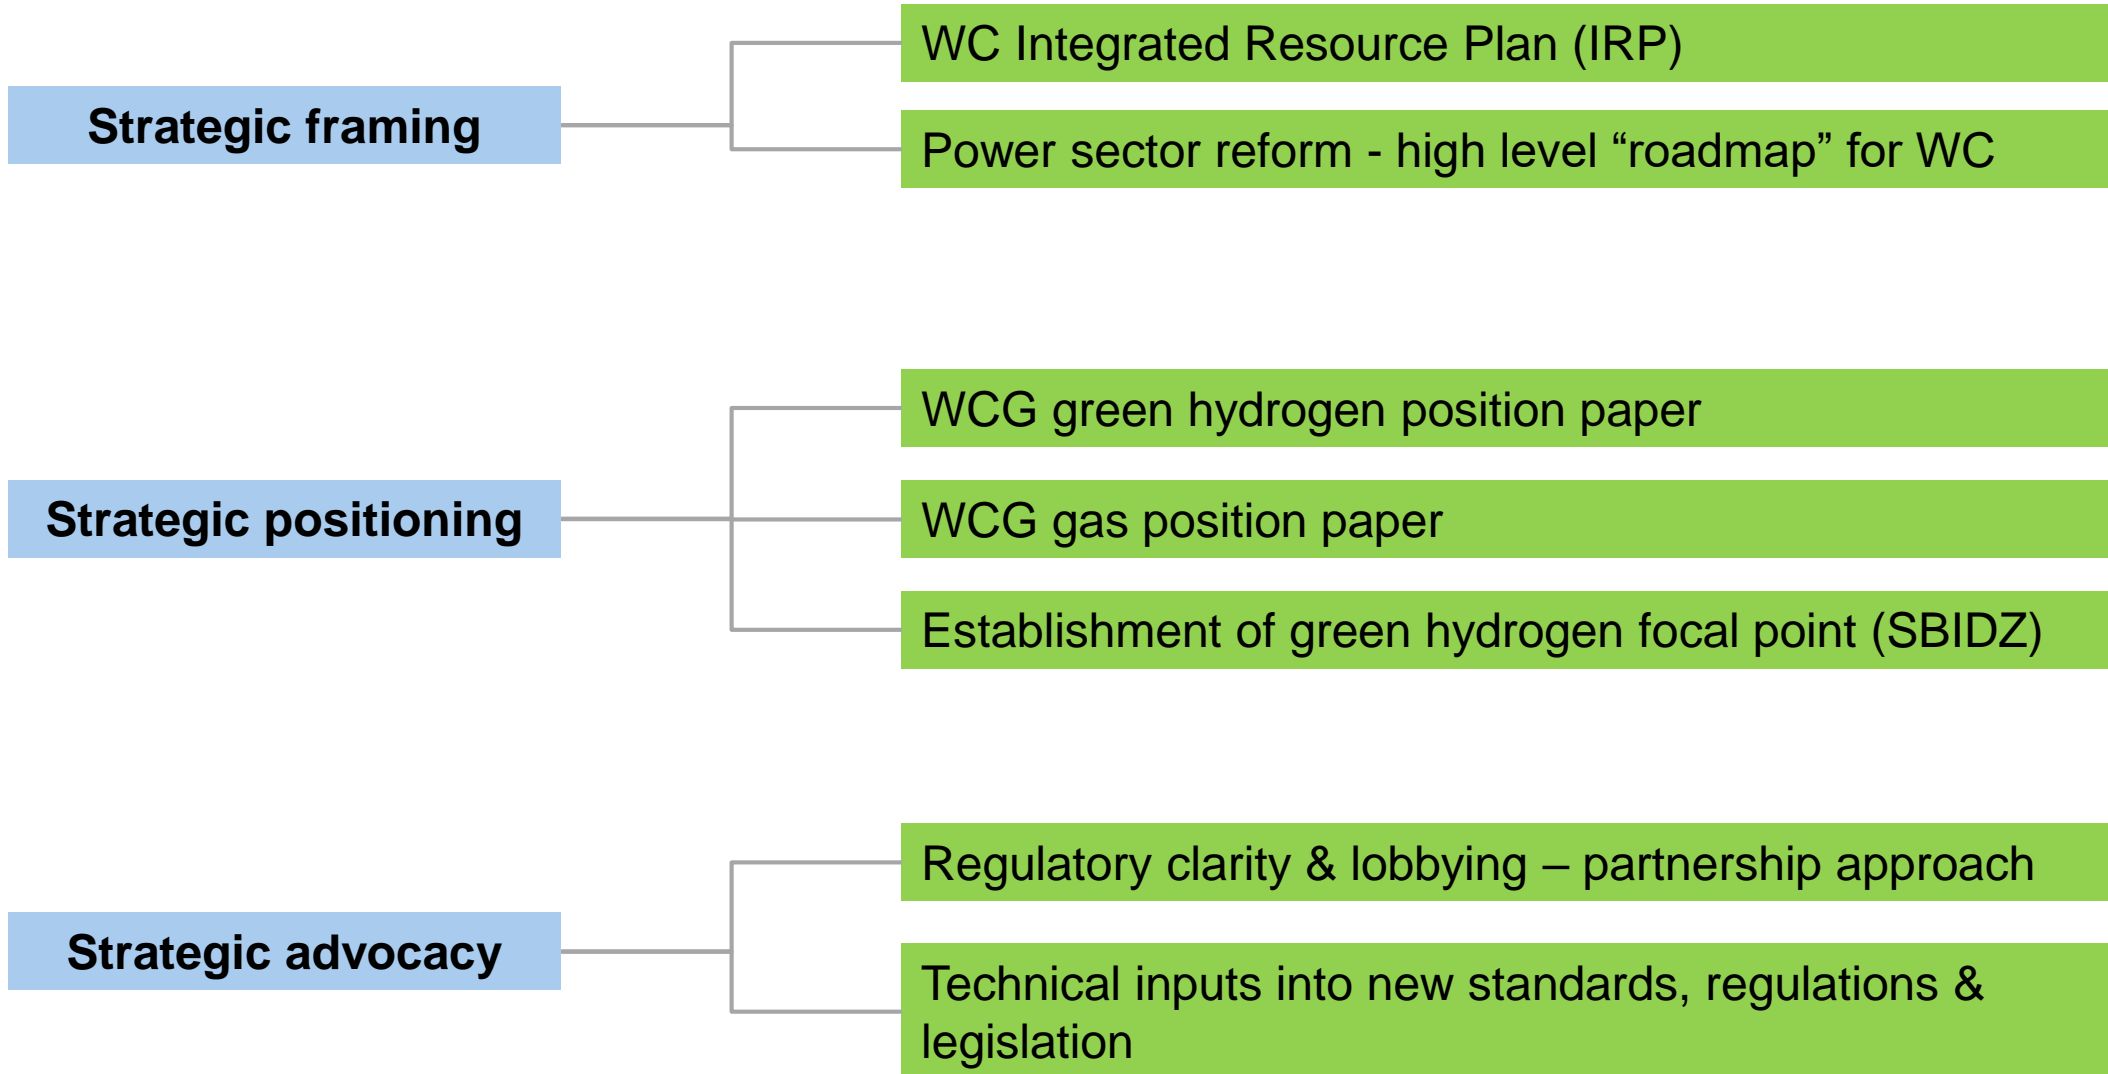 Strategic framing
WC Integrated Resource Plan (IRP)
Power sector reform - high level “roadmap” for WC
Strategic positioning
WCG green hydrogen position paper
WCG gas position paper
Establishment of green hydrogen focal point (SBIDZ)
Strategic advocacy
Regulatory clarity & lobbying – partnership approach
Technical inputs into new standards, regulations &
legislation